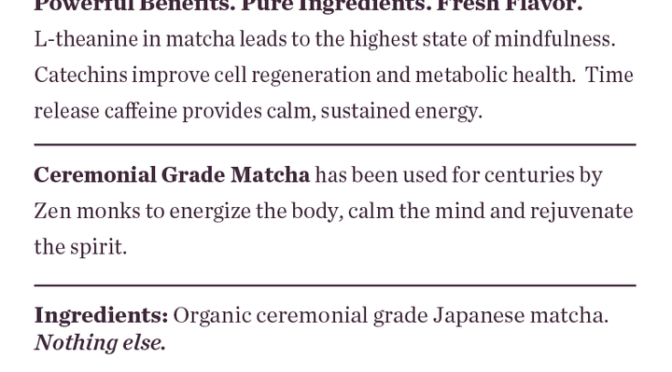 Powerful Benefits. Pure Ingredients. Fresh Flavor.
L-theanine in matcha leads to the highest state of mindfulness.
Catechins improve cell regeneration and metabolic health.  Time
release caffeine provides calm, sustained energy.
Ceremonial Grade Matcha has been used for centuries by
Zen monks to energize the body, calm the mind and rejuvenate
the spirit.
Ingredients: Organic ceremonial grade Japanese matcha.
Nothing else.